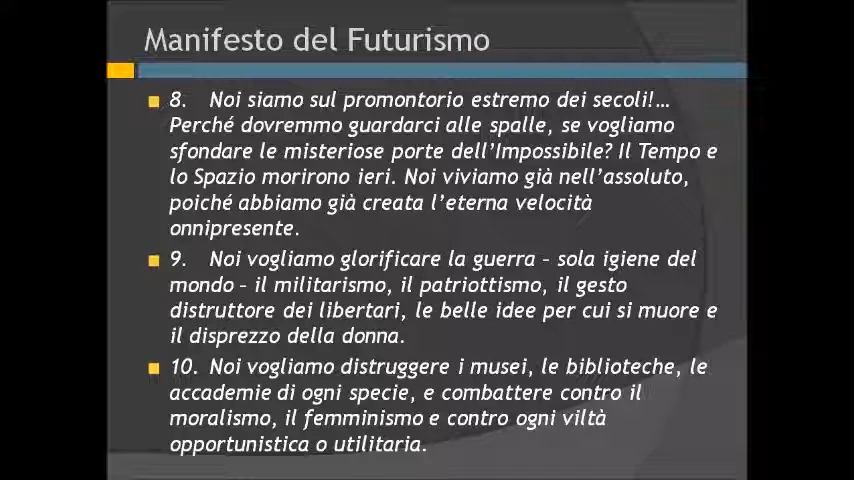 Manifesto del Futurismo
8. Noi siamo sul promontorio estremo dei secoli!…
Perché dovremmo guardarci alle spalle, se vogliamo
sfondare le misteriose porte dell’Impossibile? Il Tempo e
lo Spazio morirono ieri. Noi viviamo già nell’assoluto,
poiché abbiamo già creata l’eterna velocità
onnipresente.
9. Noi vogliamo glorificare la guerra – sola igiene del
mondo – il militarismo, il patriottismo, il gesto
distruttore dei libertari, le belle idee per cui si muore e
il disprezzo della donna.
10. Noi vogliamo distruggere i musei, le biblioteche, le
accademie di ogni specie, e combattere contro il
moralismo, il femminismo e contro ogni viltà
opportunistica o utilitaria.